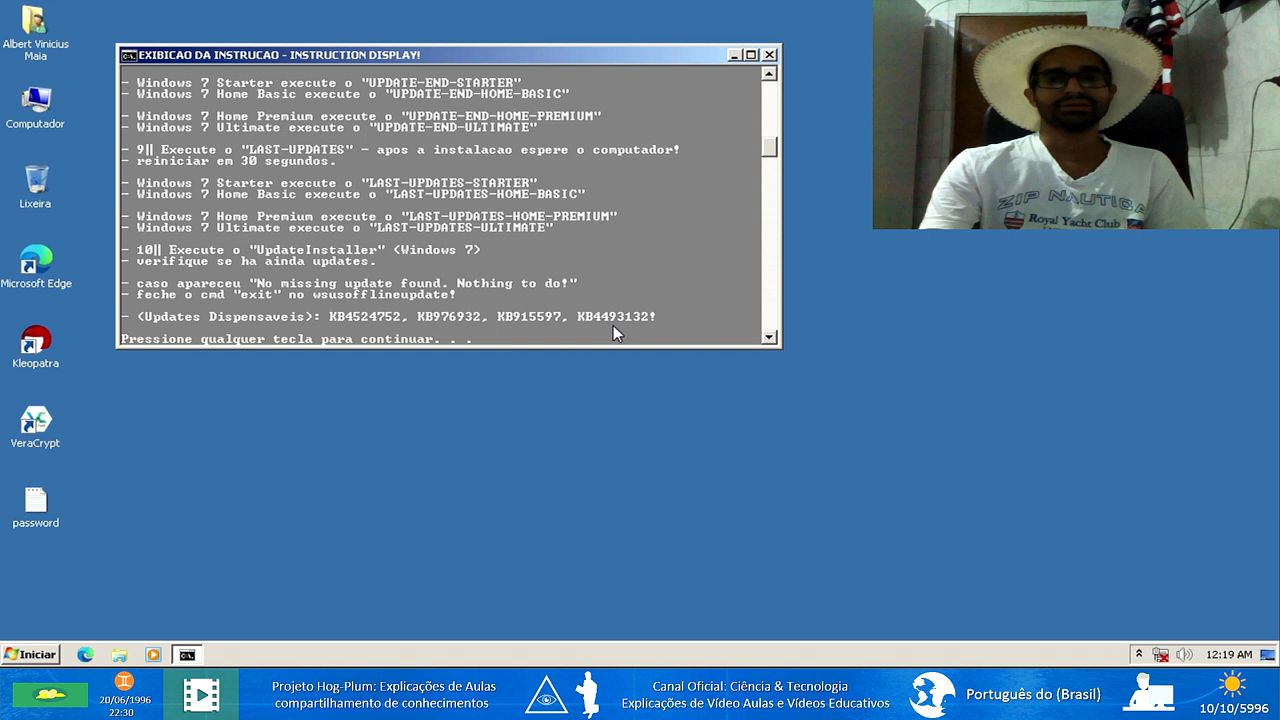 Albert Vinicius
Maia
Computador
Lixeira
Microsoft Edge
Kleopatra
VeraCrypt
password
EXIBICAO DA INSTRUCAO - INSTRUCTION DISPLAY!
- Windows 7 Starter execute o "UPDATE-END-STARTER"
- Windows 7 Home Basic execute o "UPDATE-END-HOME-BASIC"
- Windows 7 Home Premium execute o "UPDATE-END-HOME-PREMIUM"
- Windows 7 Ultimate execute o "UPDATE-END-ULTIMATE"
- 9|| Execute o "LAST-UPDATES" - apos a instalacao espere o computador!
- reiniciar em 30 segundos.
- Windows 7 Starter execute o "LAST-UPDATES-STARTER"
- Windows 7 Home Basic execute o "LAST-UPDATES-HOME-BASIC"
- Windows 7 Home Premium execute o "LAST-UPDATES-HOME-PREMIUM"
- Windows 7 Ultimate execute o "LAST-UPDATES-ULTIMATE"
- 10|| Execute o "UpdateInstaller" <Windows 7>
- verifique se ha ainda updates.
- caso apareceu "No missing update found. Nothing to do!"
- feche o cmd "exit" no wsusofflineupdate!
- <Updates Dispensaveis>: KB4524752, KB976932, KB915597, KB4493132!
Pressione qualquer tecla para continuar. . .
ZIP NAUTICA
Royal Yacht Club
Iniciar
12:19 AM
20/06/1996
22:30
Projeto Hog-Plum: Explicações de Aulas
compartilhamento de conhecimentos
Canal Oficial: Ciência & Tecnologia
Explicações de Vídeo Aulas e Vídeos Educativos
Português do (Brasil)
10/10/5996